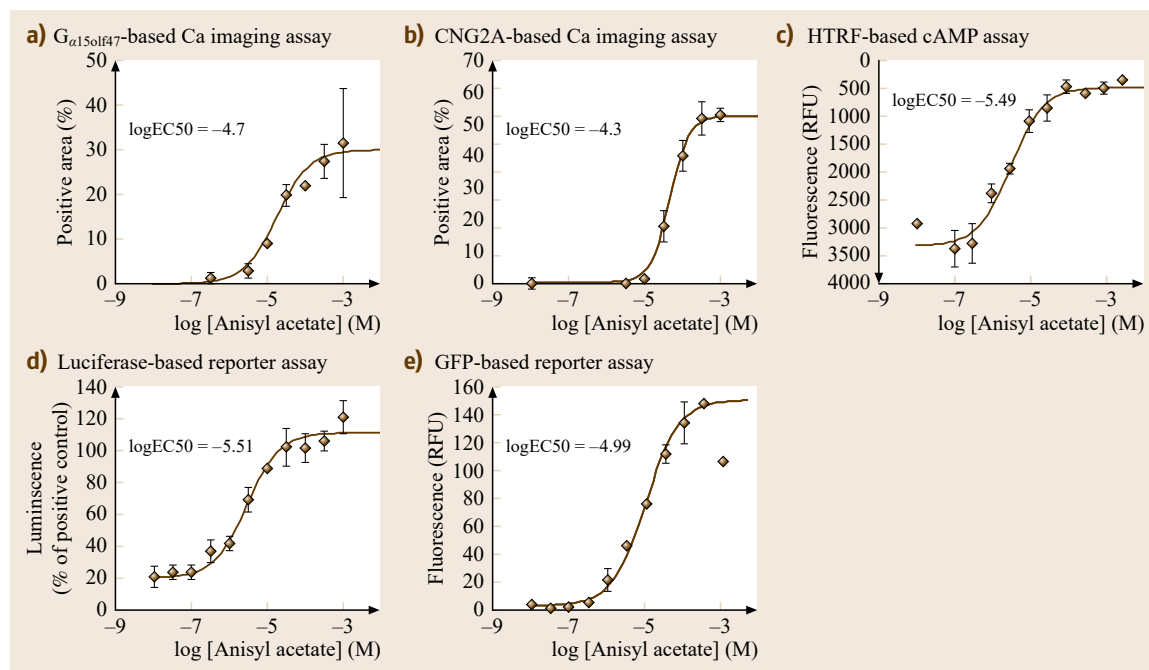 a) Gα15olf47-based Ca imaging assay
Positive area (%)
50
40
30
20
10
0
logEC50 = –4.7
–9 –7 –5 –3
log [Anisyl acetate] (M)
b) CNG2A-based Ca imaging assay
Positive area (%)
70
60
50
40
30
20
10
0
logEC50 = –4.3
–9 –7 –5 –3
log [Anisyl acetate] (M)
c) HTRF-based cAMP assay
Fluorescence (RFU)
0
500
1000
1500
2000
2500
3000
3500
4000
logEC50 = –5.49
–9 –7 –5 –3
log [Anisyl acetate] (M)
d) Luciferase-based reporter assay
Luminscence
(% of positive control)
140
120
100
80
60
40
20
0
logEC50 = –5.51
–9 –7 –5 –3
log [Anisyl acetate] (M)
e) GFP-based reporter assay
Fluorescence (RFU)
160
140
120
100
80
60
40
20
0
logEC50 = –4.99
–9 –7 –5 –3
log [Anisyl acetate] (M)